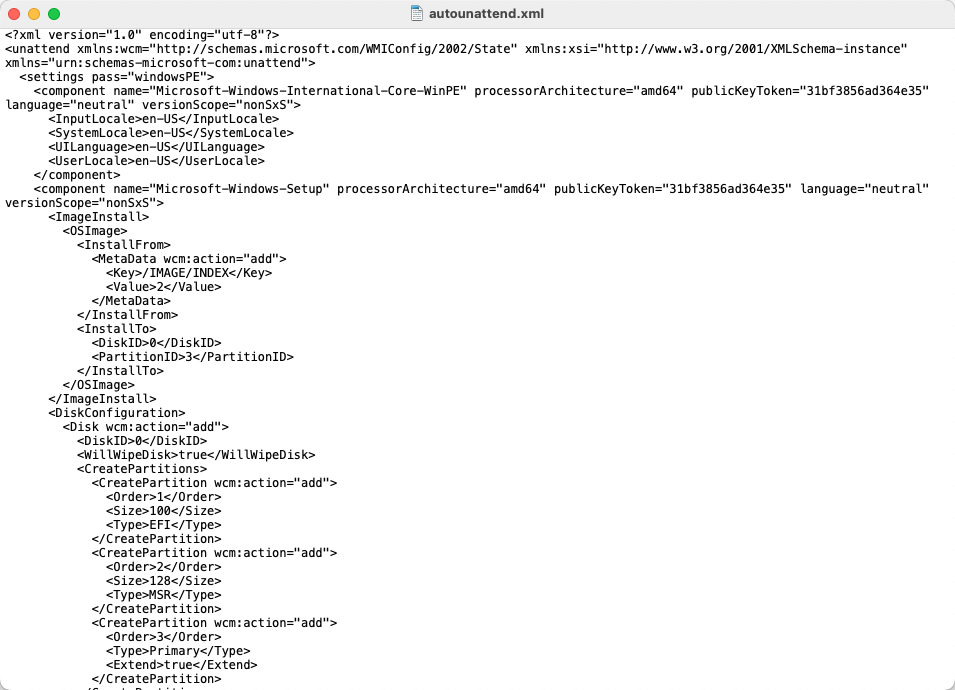 autounattend.xml
<?xml version="1.0" encoding="utf-8"?>
<unattend xmlns:wcm="http://schemas.microsoft.com/WMIConfig/2002/State" xmlns:xsi="http://www.w3.org/2001/XMLSchema-instance"
xmlns="urn:schemas-microsoft-com:unattend">
  <settings pass="windowsPE">
    <component name="Microsoft-Windows-International-Core-WinPE" processorArchitecture="amd64" publicKeyToken="31bf3856ad364e35"
language="neutral" versionScope="nonSxS">
      <InputLocale>en-US</InputLocale>
      <SystemLocale>en-US</SystemLocale>
      <UILanguage>en-US</UILanguage>
      <UserLocale>en-US</UserLocale>
    </component>
    <component name="Microsoft-Windows-Setup" processorArchitecture="amd64" publicKeyToken="31bf3856ad364e35" language="neutral"
versionScope="nonSxS">
      <ImageInstall>
        <OSImage>
          <InstallFrom>
            <MetaData wcm:action="add">
              <Key>/IMAGE/INDEX</Key>
              <Value>2</Value>
            </MetaData>
          </InstallFrom>
          <InstallTo>
            <DiskID>0</DiskID>
            <PartitionID>3</PartitionID>
          </InstallTo>
        </OSImage>
      </ImageInstall>
      <DiskConfiguration>
        <Disk wcm:action="add">
          <DiskID>0</DiskID>
          <WillWipeDisk>true</WillWipeDisk>
          <CreatePartitions>
            <CreatePartition wcm:action="add">
              <Order>1</Order>
              <Size>100</Size>
              <Type>EFI</Type>
            </CreatePartition>
            <CreatePartition wcm:action="add">
              <Order>2</Order>
              <Size>128</Size>
              <Type>MSR</Type>
            </CreatePartition>
            <CreatePartition wcm:action="add">
              <Order>3</Order>
              <Type>Primary</Type>
              <Extend>true</Extend>
            </CreatePartition>